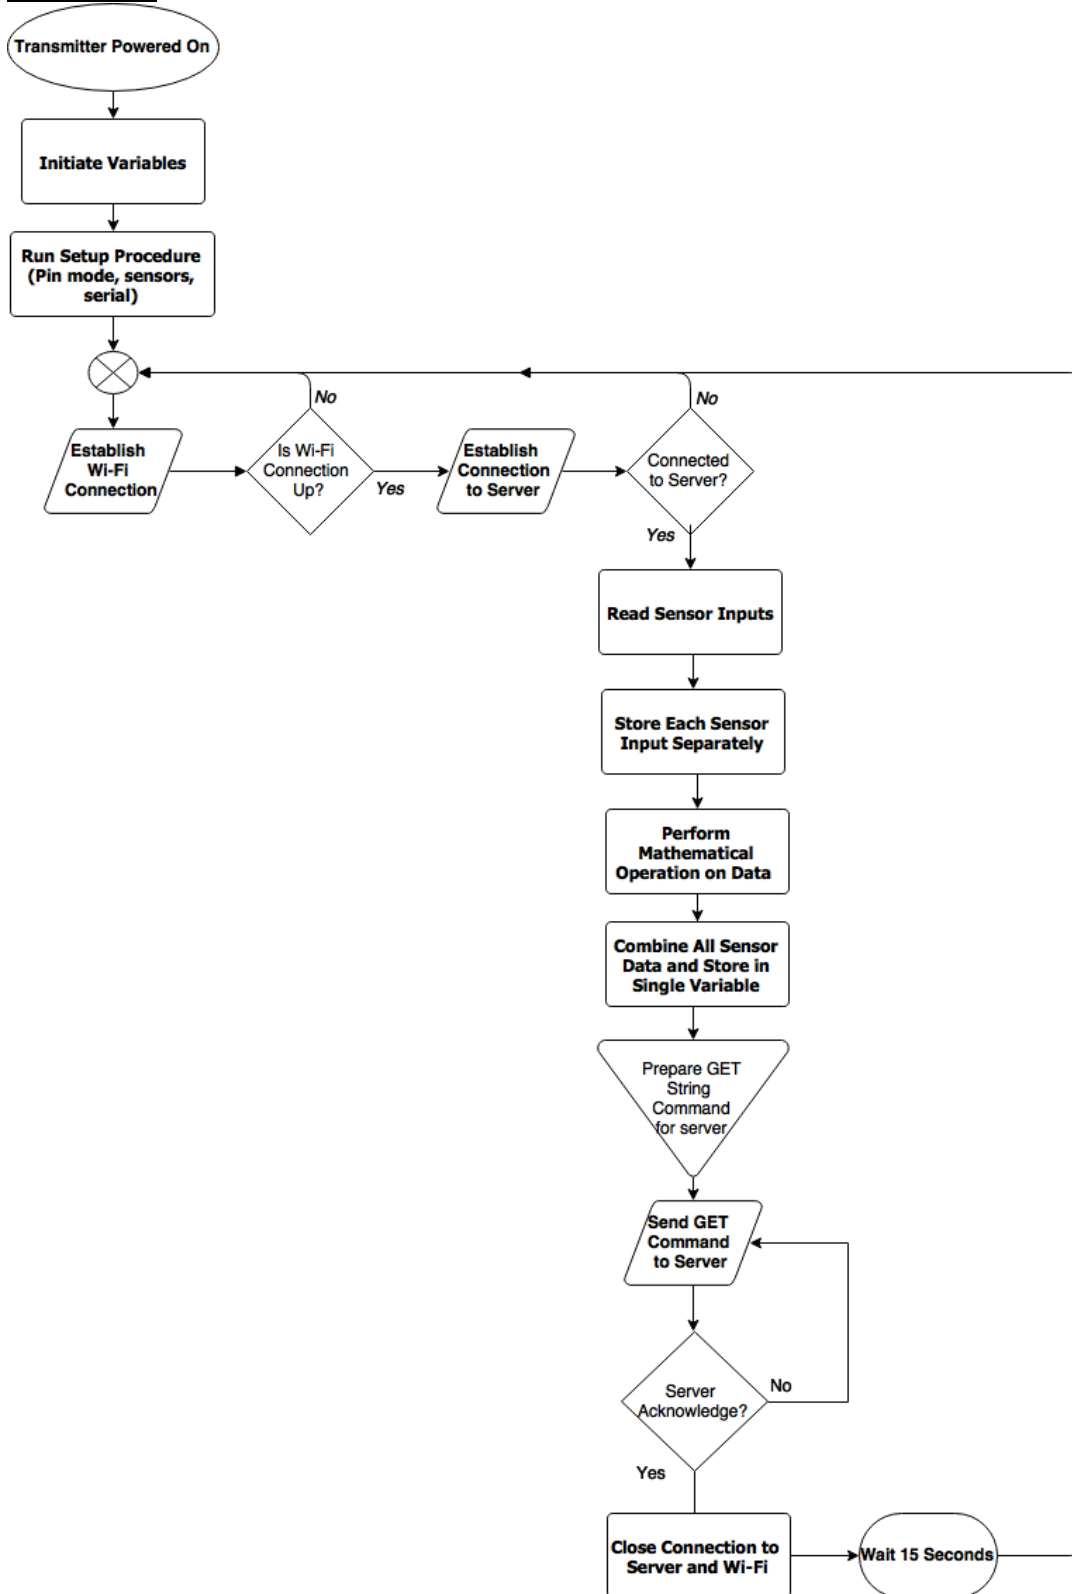 Transmitter Powered On
Initiate Variables
Run Setup Procedure
(Pin mode, sensors,
serial)
No
No
Establish
Wi-Fi
Connection
Is Wi-Fi
Connection
Up?
Yes
Establish
Connection
to Server
Connected
to Server?
Yes
Read Sensor Inputs
Store Each Sensor
Input Separately
Perform
Mathematical
Operation on Data
Combine All Sensor
Data and Store in
Single Variable
Prepare GET
String
Command
for server
Send GET
Command
to Server
Server
Acknowledge?
No
Yes
Close Connection to
Server and Wi-Fi
Wait 15 Seconds